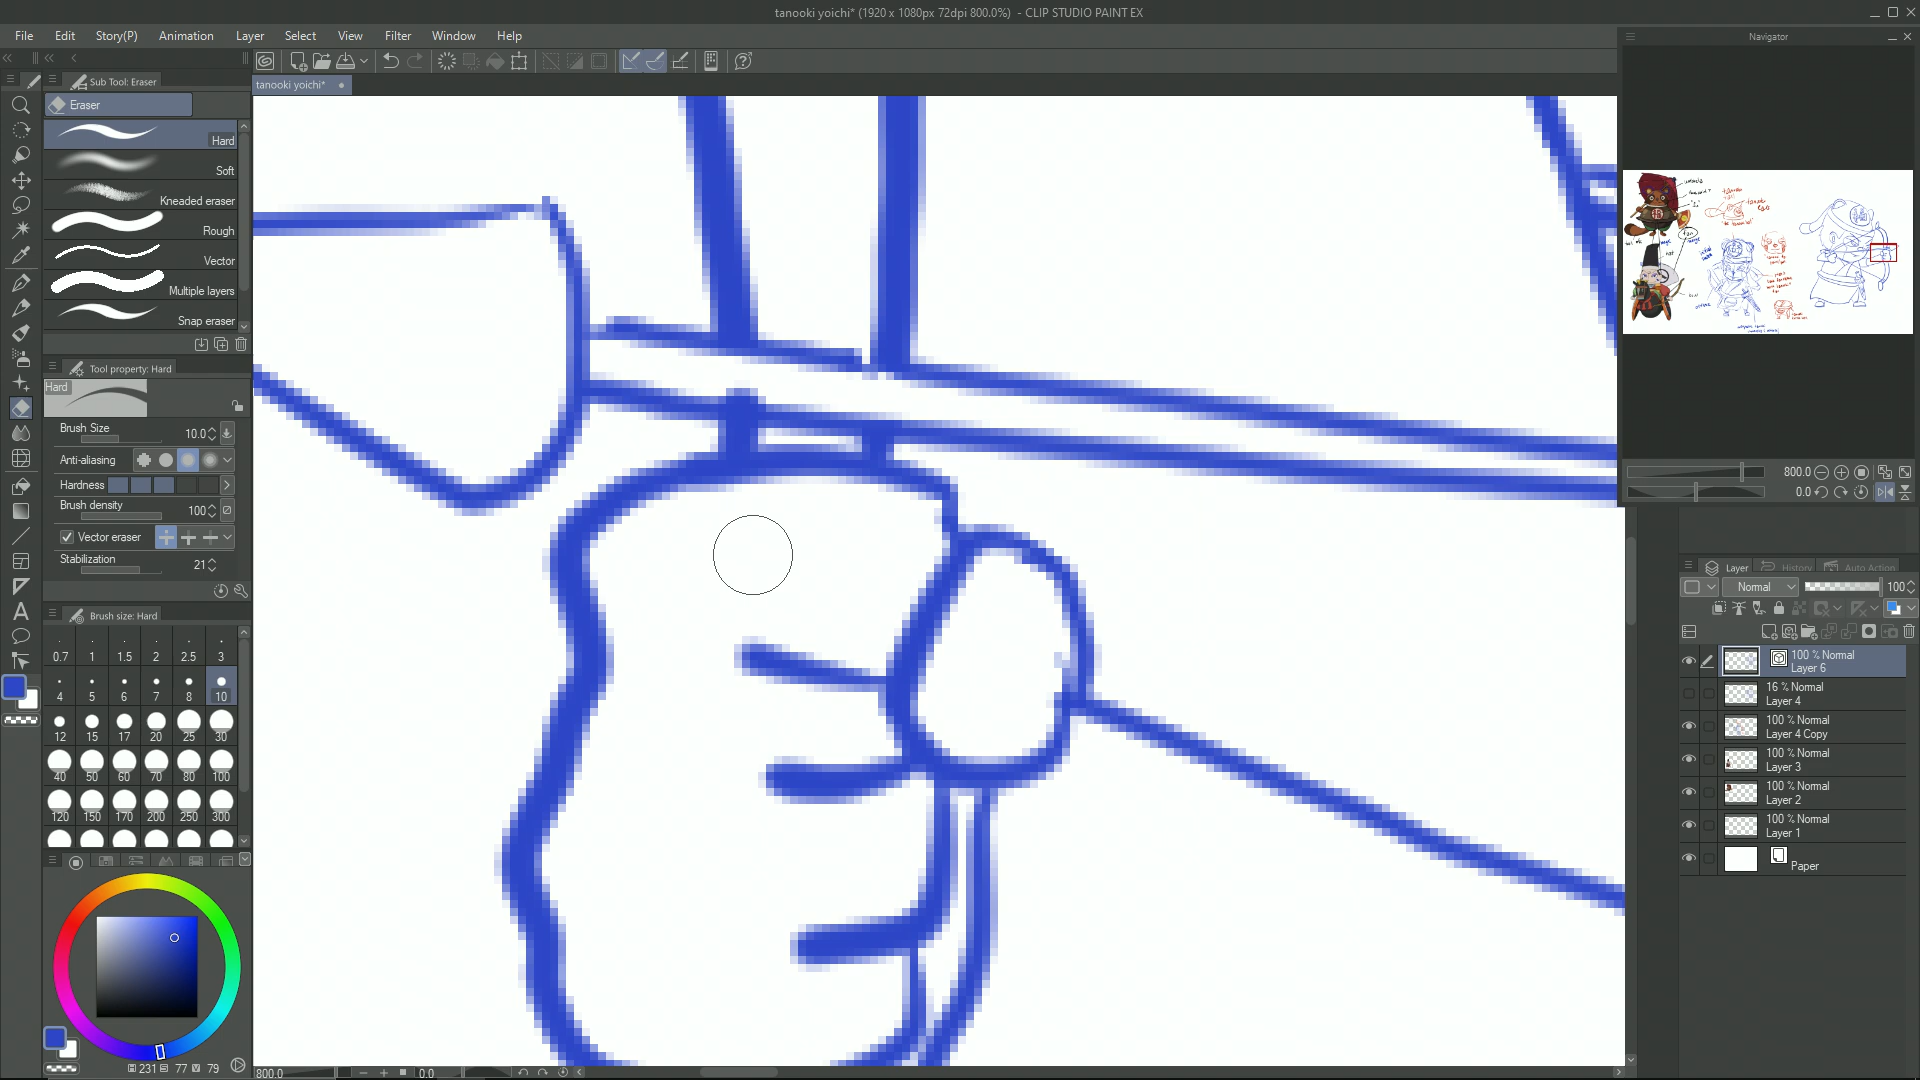 tanooki yoichi* (1920 x 1080px 72dpi 800.0%)  - CLIP STUDIO PAINT EX
File Edit Story(P) Animation Layer Select View Filter Window Help
Navigator
Sub Tool: Eraser
tanooki yoichi*
Eraser
Hard
Soft
Kneaded eraser
Rough
Vector
Multiple layers
Snap eraser
Tool property: Hard
Hard
Brush Size 10.0
Anti-aliasing
Hardness
Brush density 100
Vector eraser
Stabilization 21
Brush size: Hard
0.7 1 1.5 2 2.5 3
4 5 6 7 8 10
12 15 17 20 25 30
40 50 60 70 80 100
120 150 170 200 250 300
231 77 79
800.0 0.0
800.0
0.0
Layer History Auto Action
Normal 100
100 % Normal
Layer 6
16 % Normal
Layer 4
100 % Normal
Layer 4 Copy
100 % Normal
Layer 3
100 % Normal
Layer 2
100 % Normal
Layer 1
Paper